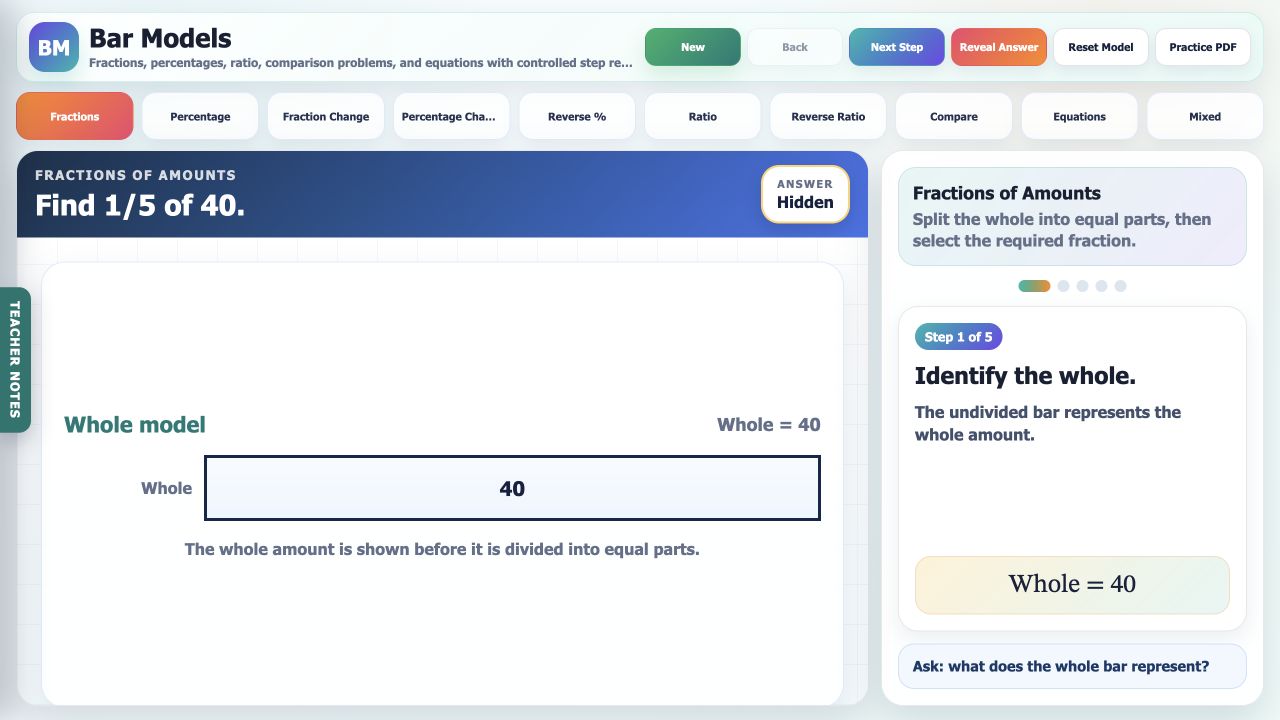 BM
Bar Models
Fractions, percentages, ratio, comparison problems, and equations with controlled step re...
New
Back
Next Step
Reveal Answer
Reset Model
Practice PDF
Fractions
Percentage
Fraction Change
Percentage Cha...
Reverse %
Ratio
Reverse Ratio
Compare
Equations
Mixed
FRACTIONS OF AMOUNTS
Find 1/5 of 40.
ANSWER
Hidden
TEACHER NOTES
Whole model
Whole = 40
Whole
40
The whole amount is shown before it is divided into equal parts.
Fractions of Amounts
Split the whole into equal parts, then
select the required fraction.
Step 1 of 5
Identify the whole.
The undivided bar represents the
whole amount.
Whole = 40
Ask: what does the whole bar represent?